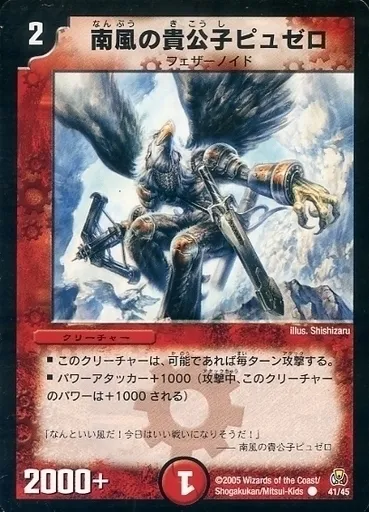 2
なんぷう きこうし
南風の貴公子ピュゼロ
フェザーノイド
illus. Shishizaru
クリーチャー
■ このクリーチャーは、可能であれば毎ターン攻撃する。
■ パワーアタッカー+1000 (攻撃中、このクリーチャー
のパワーは+1000 される)
「なんといい風だ!今日はいい戦いになりそうだ!」
―― 南風の貴公子ピュゼロ
2000+
1
©2005 Wizards of the Coast/
Shogakukan/Mitsui-Kids
41/45